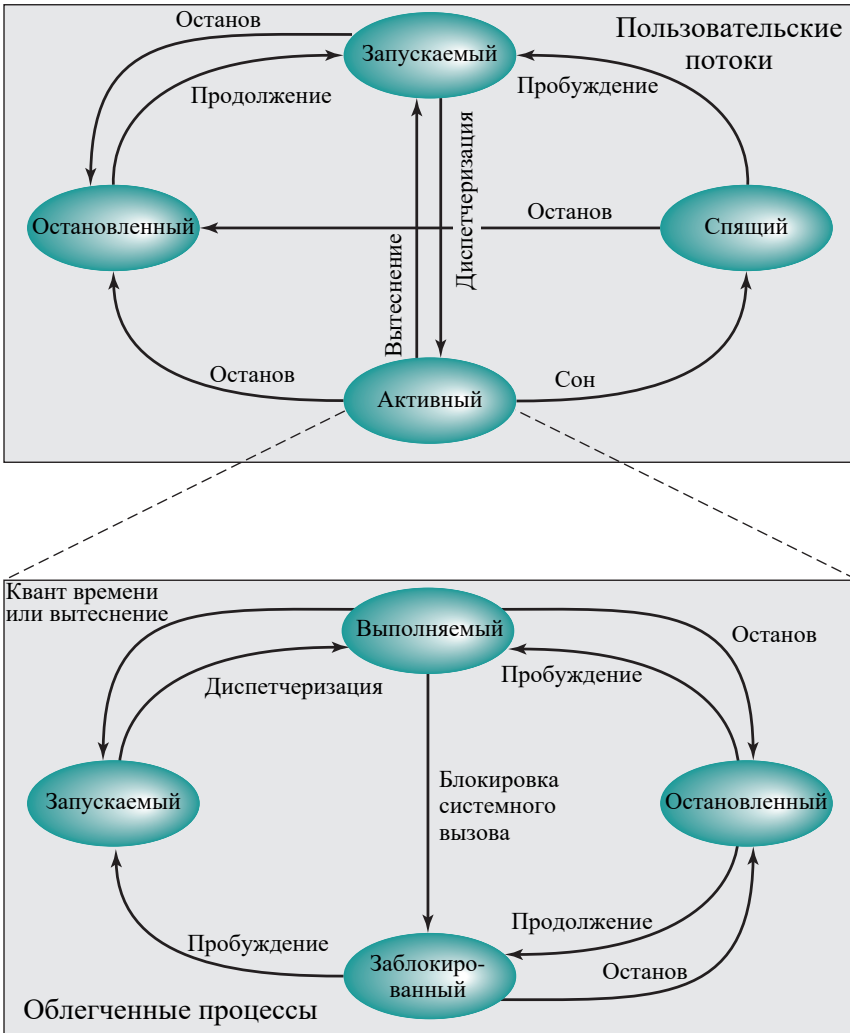 Останов
Запускаемый
Пользовательские
потоки
Продолжение
Пробуждение
Диспетчеризация
Вытеснение
Остановленный
Останов
Спящий
Останов
Активный
Сон
Квант времени
или вытеснение
Выполняемый
Останов
Пробуждение
Диспетчеризация
Запускаемый
Блокировка
системного
вызова
Остановленный
Продолжение
Пробуждение
Заблокиро-
ванный
Останов
Облегченные процессы